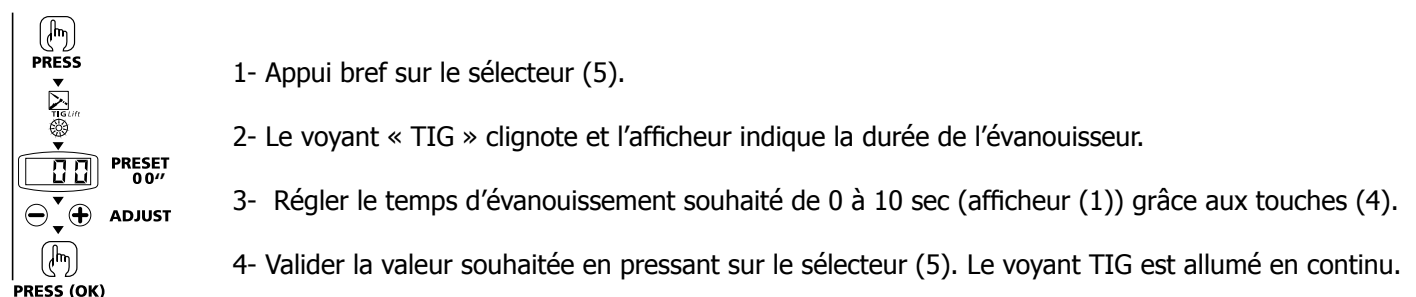 PRESS
TIG Lift
00 PRESET
00"
ADJUST
PRESS (OK)
1- Appui bref sur le sélecteur (5).
2- Le voyant « TIG » clignote et l'afficheur indique la durée de l'évanouisseur.
3- Régler le temps d'évanouissement souhaité de 0 à 10 sec (afficheur (1)) grâce aux touches (4).
4- Valider la valeur souhaitée en pressant sur le sélecteur (5). Le voyant TIG est allumé en continu.